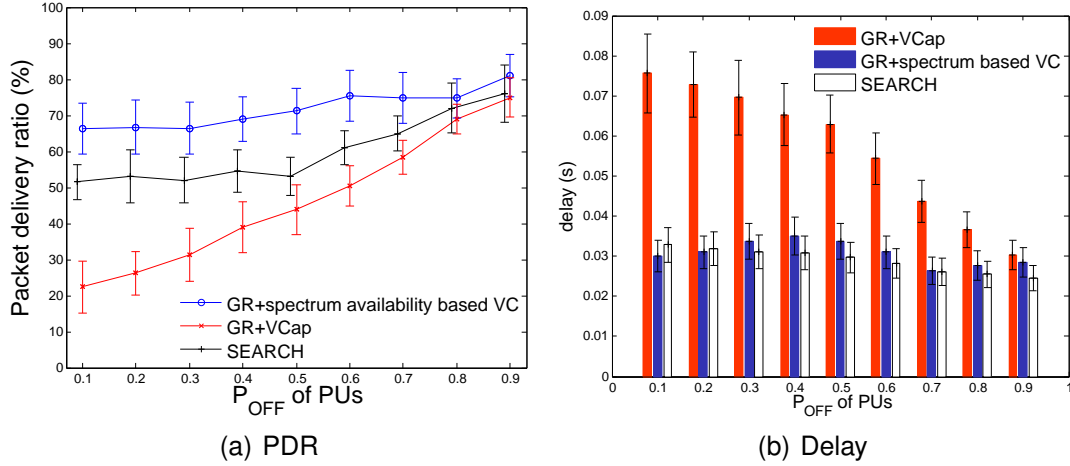 100
90
80
70
60
50
40
30
20
10
0
Packet delivery ratio (%)
GR+spectrum availability based VC
GR+VCap
SEARCH
0.1 0.2 0.3 0.4 0.5 0.6 0.7 0.8 0.9
P_OFF of PUs
(a) PDR
0.09
0.08
0.07
0.06
0.05
0.04
0.03
0.02
0.01
0
delay (s)
GR+VCap
GR+spectrum based VC
SEARCH
0 0.1 0.2 0.3 0.4 0.5 0.6 0.7 0.8 0.9 1
P_OFF of PUs
(b) Delay